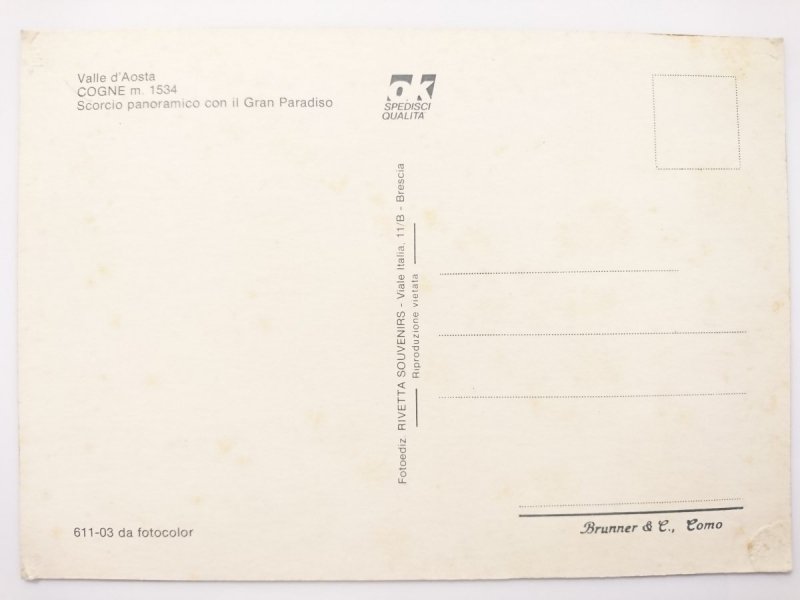 Valle d'Aosta
COGNE m. 1534
Scorcio panoramico con il Gran Paradiso
ok
SPEDISCI
QUALITA'
Fotoediz RIVETTA SOUVENIRS - Viale Italia, 11/B - Brescia
Riproduzione vietata
611-03 da fotocolor
Brunner & C., Como